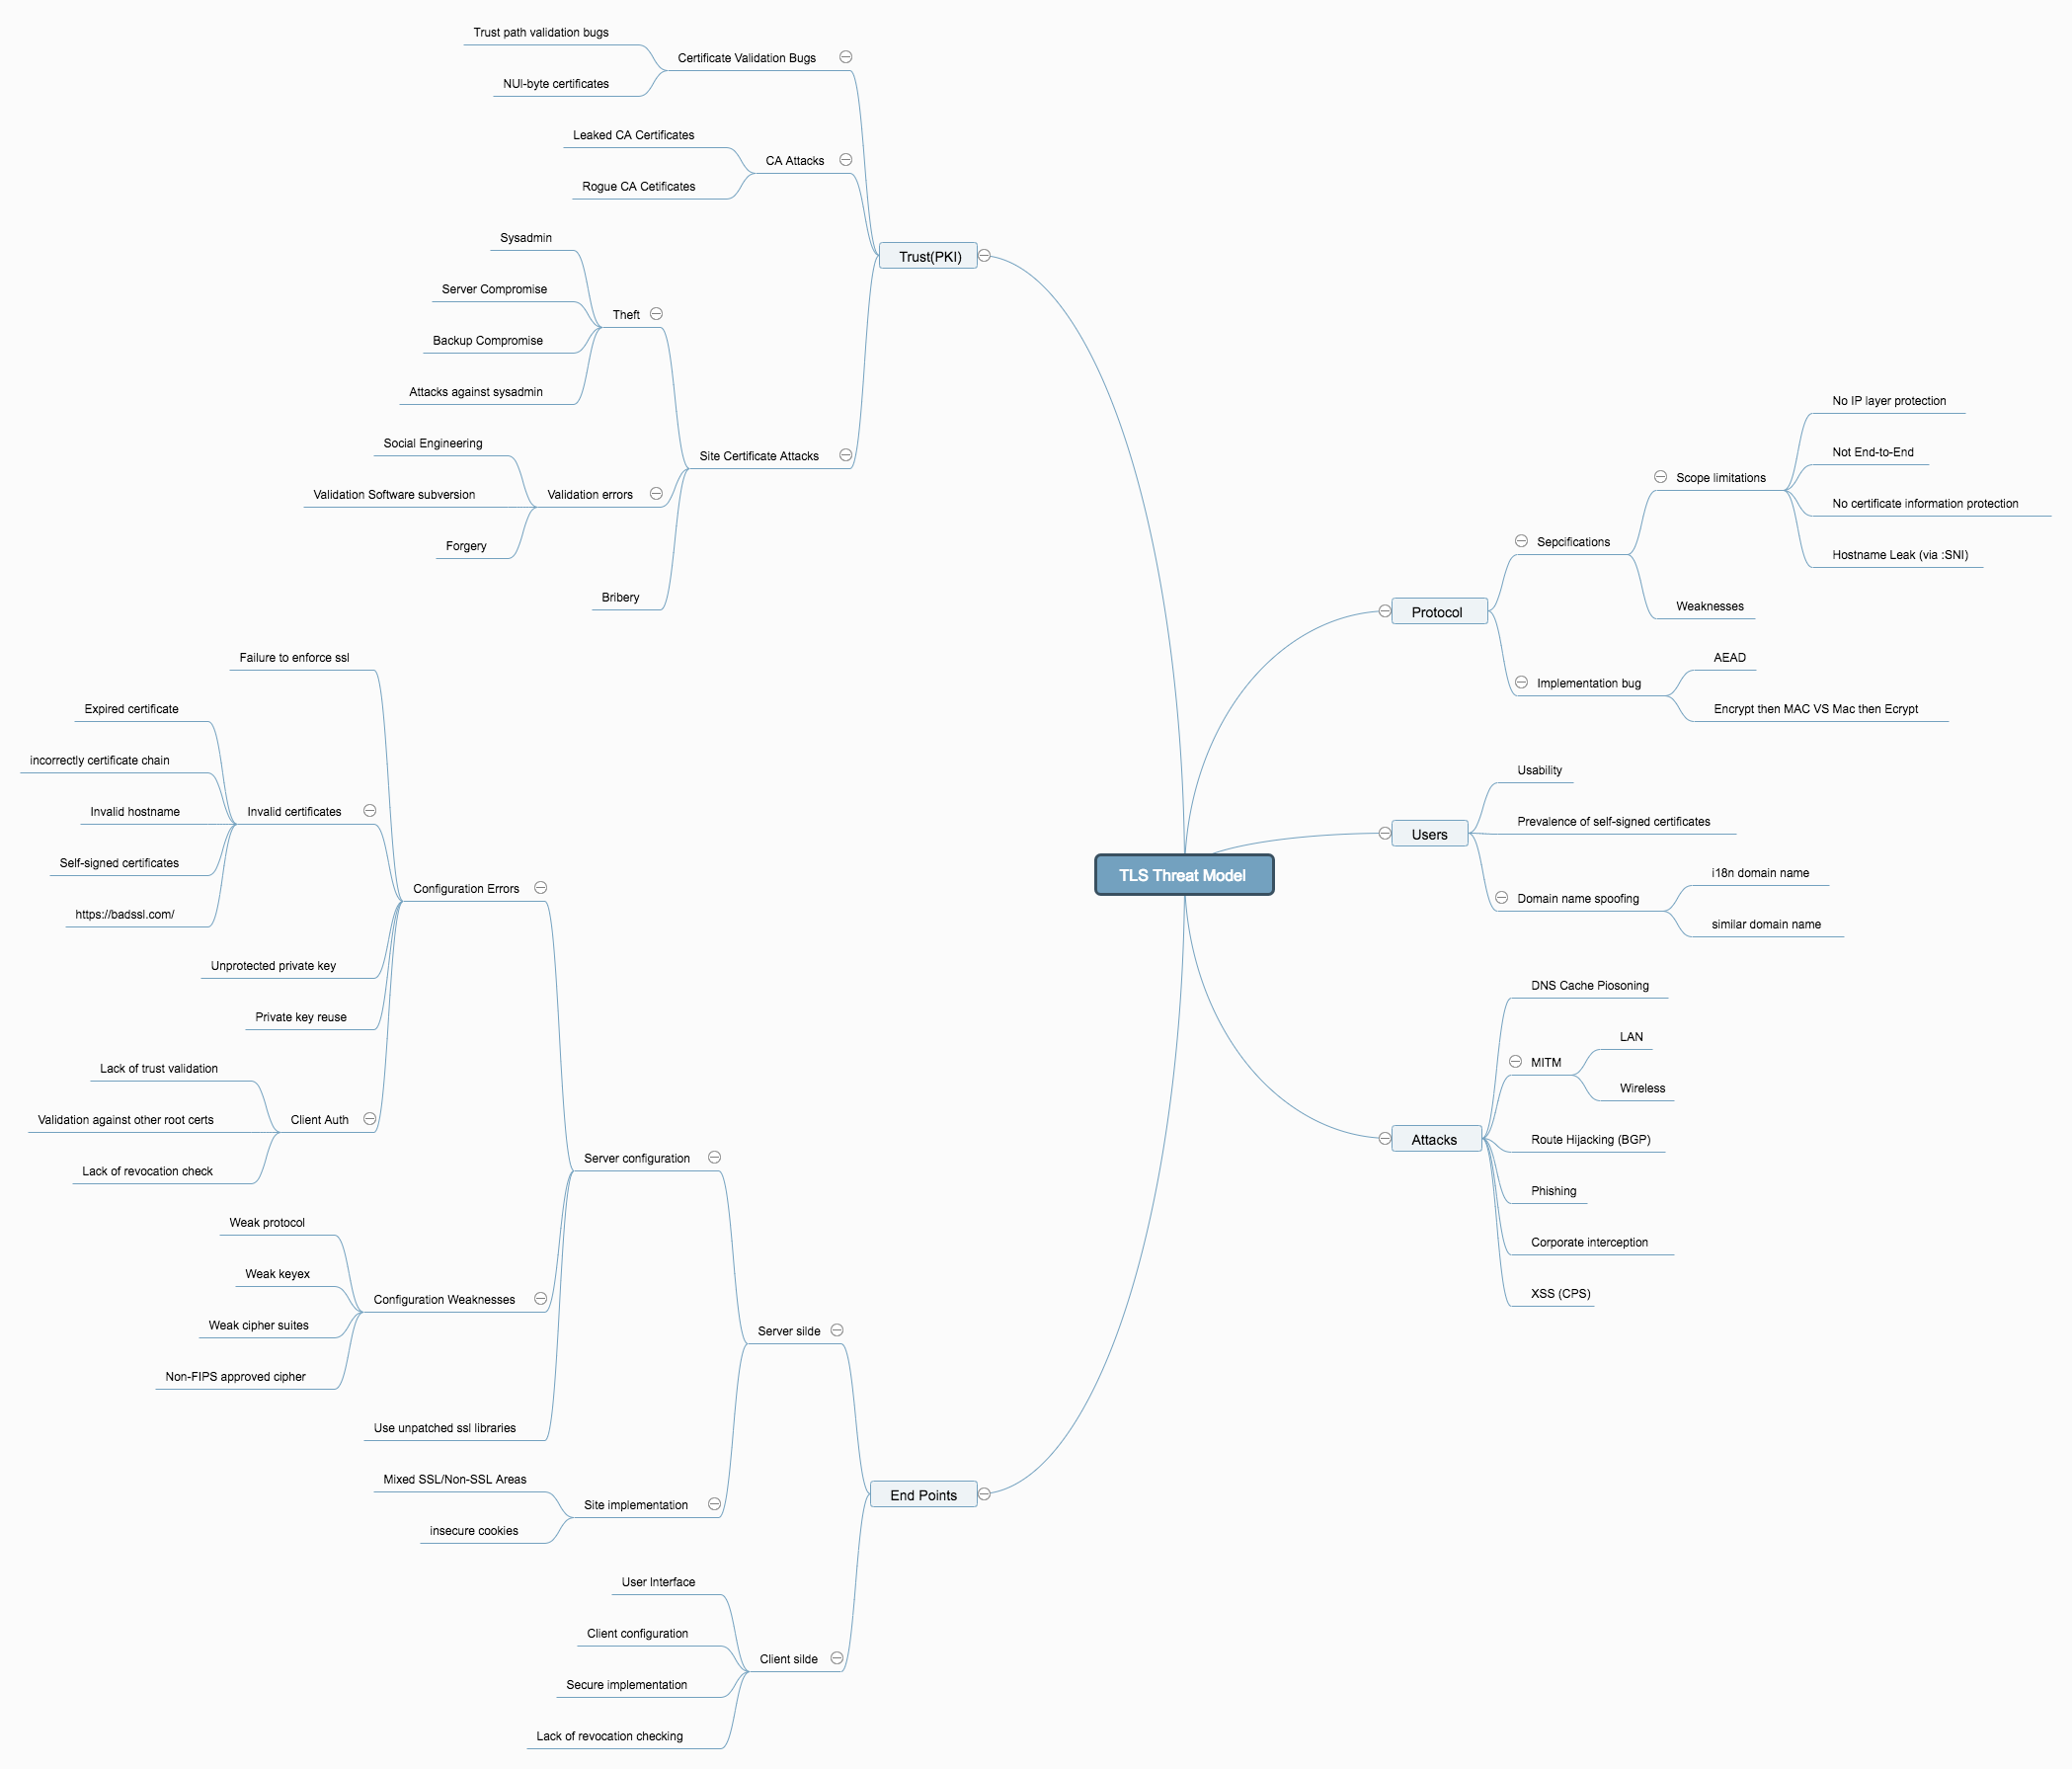 TLS Threat Model
Trust(PKI)
Certificate Validation Bugs
Trust path validation bugs
NUl-byte certificates
CA Attacks
Leaked CA Certificates
Rogue CA Cetificates
Site Certificate Attacks
Theft
Sysadmin
Server Compromise
Backup Compromise
Attacks against sysadmin
Validation errors
Social Engineering
Validation Software subversion
Forgery
Bribery
End Points
Server silde
Server configuration
Configuration Errors
Failure to enforce ssl
Invalid certificates
Expired certificate
incorrectly certificate chain
Invalid hostname
Self-signed certificates
https://badssl.com/
Unprotected private key
Private key reuse
Client Auth
Lack of trust validation
Validation against other root certs
Lack of revocation check
Configuration Weaknesses
Weak protocol
Weak keyex
Weak cipher suites
Non-FIPS approved cipher
Use unpatched ssl libraries
Site implementation
Mixed SSL/Non-SSL Areas
insecure cookies
Client silde
User Interface
Client configuration
Secure implementation
Lack of revocation checking
Protocol
Sepcifications
Scope limitations
No IP layer protection
Not End-to-End
No certificate information protection
Hostname Leak (via :SNI)
Weaknesses
Implementation bug
AEAD
Encrypt then MAC VS Mac then Ecrypt
Users
Usability
Prevalence of self-signed certificates
Domain name spoofing
i18n domain name
similar domain name
Attacks
DNS Cache Piosoning
MITM
LAN
Wireless
Route Hijacking (BGP)
Phishing
Corporate interception
XSS (CPS)